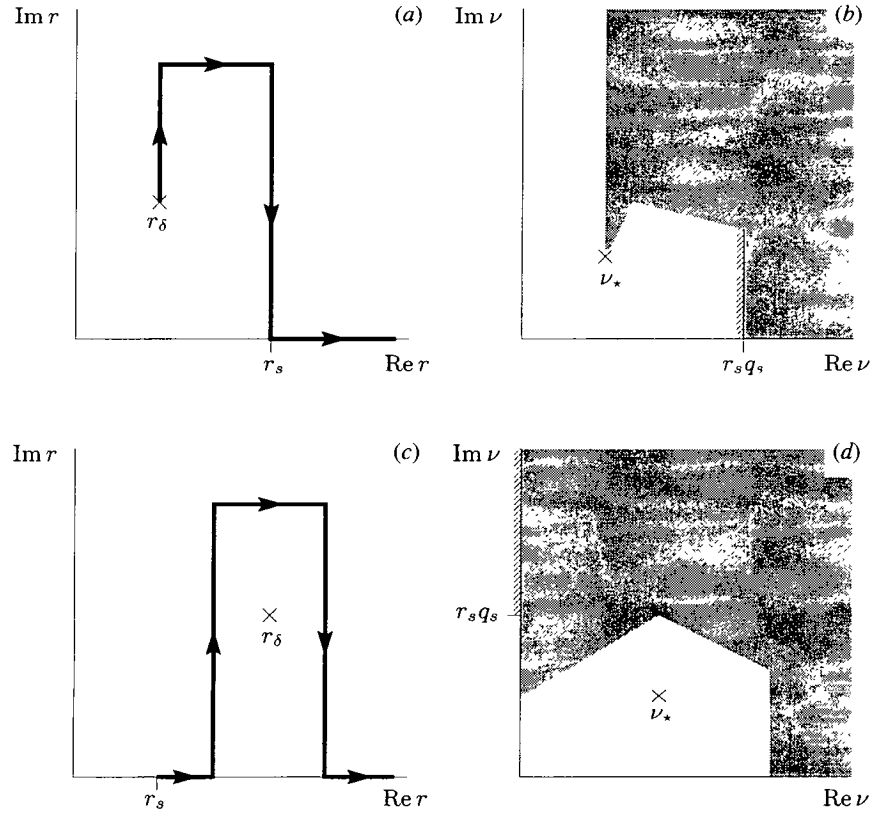 Im r
(a)
r_δ
r_s
Re r
Im ν
(b)
ν_⋆
r_s q_s
Re ν
Im r
(c)
r_δ
r_s
Re r
Im ν
(d)
r_s q_s
ν_⋆
Re ν